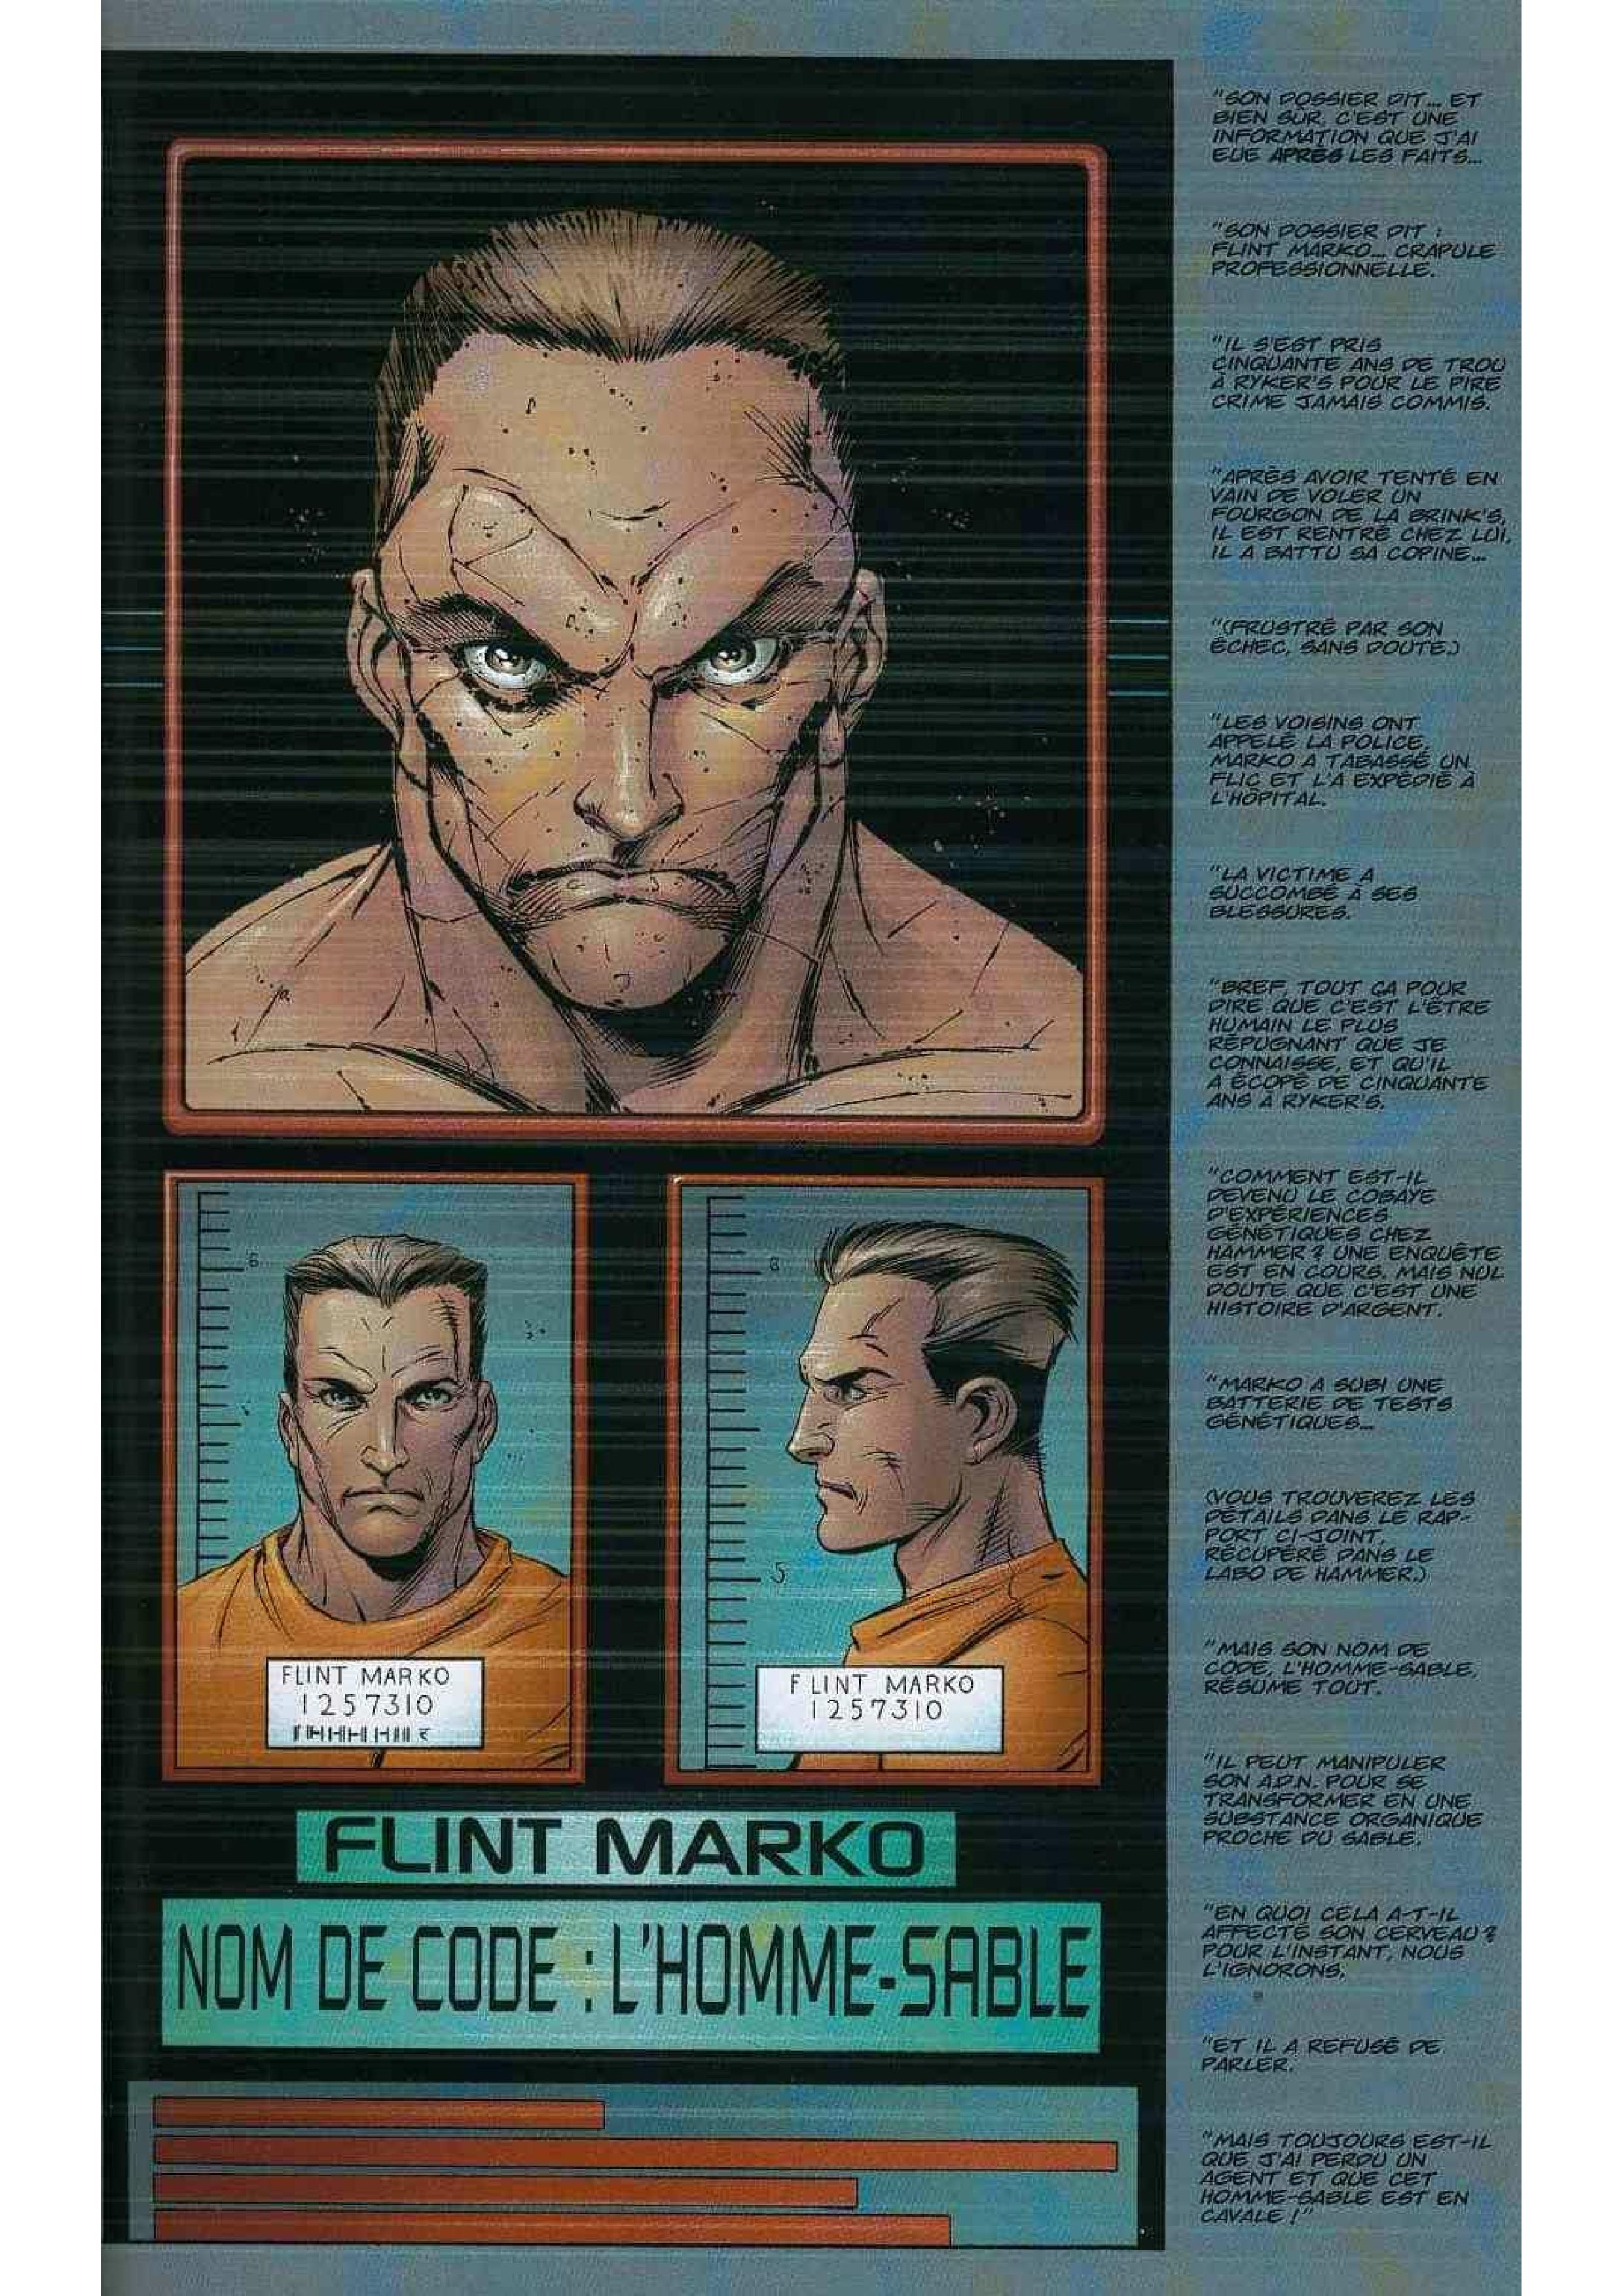 "SON DOSSIER DIT... ET
BIEN SÛR, C'EST UNE
INFORMATION QUE J'AI
EUE APRÈS LES FAITS...
"SON DOSSIER DIT :
FLINT MARKO... CRAPULE
PROFESSIONNELLE.
"IL S'EST PRIS
CINQUANTE ANS DE TROU
À RYKER'S POUR LE PIRE
CRIME JAMAIS COMMIS.
"APRÈS AVOIR TENTÉ EN
VAIN DE VOLER UN
FOURGON DE LA BRINK'S,
IL EST RENTRÉ CHEZ LUI,
IL A BATTU SA COPINE...
"(FRUSTRÉ PAR SON
ÉCHEC, SANS DOUTE.)
"LES VOISINS ONT
APPELÉ LA POLICE.
MARKO A TABASSÉ UN
FLIC ET L'A EXPÉDIÉ À
L'HÔPITAL.
"LA VICTIME A
SUCCOMBÉ À SES
BLESSURES.
"BREF, TOUT ÇA POUR
DIRE QUE C'EST L'ÊTRE
HUMAIN LE PLUS
RÉPUGNANT QUE JE
CONNAISSE, ET QU'IL
A ÉCOPÉ DE CINQUANTE
ANS À RYKER'S.
"COMMENT EST-IL
DEVENU LE COBAYE
D'EXPÉRIENCES
GÉNÉTIQUES CHEZ
HAMMER ? UNE ENQUÊTE
EST EN COURS. MAIS NUL
DOUTE QUE C'EST UNE
HISTOIRE D'ARGENT.
"MARKO A SUBI UNE
BATTERIE DE TESTS
GÉNÉTIQUES...
(VOUS TROUVEREZ LES
DÉTAILS DANS LE RAP-
PORT CI-JOINT,
RÉCUPÉRÉ DANS LE
LABO DE HAMMER.)
"MAIS SON NOM DE
CODE, L'HOMME-SABLE,
RÉSUME TOUT.
"IL PEUT MANIPULER
SON A.D.N. POUR SE
TRANSFORMER EN UNE
SUBSTANCE ORGANIQUE
PROCHE DU SABLE.
"EN QUOI CELA A-T-IL
AFFECTÉ SON CERVEAU ?
POUR L'INSTANT, NOUS
L'IGNORONS.
"ET IL A REFUSÉ DE
PARLER.
"MAIS TOUJOURS EST-IL
QUE J'AI PERDU UN
AGENT ET QUE CET
HOMME-SABLE EST EN
CAVALE !"
6
6
5
FLINT MARKO
1257310
FLINT MARKO
1257310
FLINT MARKO
NOM DE CODE : L'HOMME-SABLE